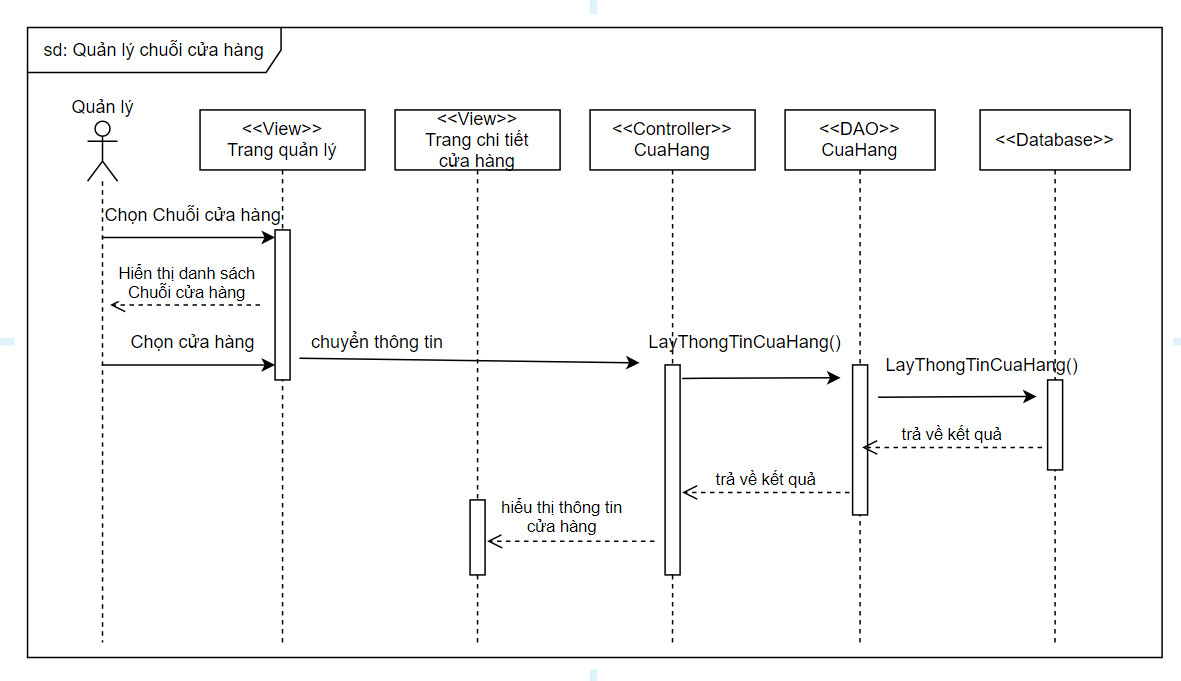 sd: Quản lý chuỗi cửa hàng
Quản lý
<<View>>
Trang quản lý
<<View>>
Trang chi tiết
cửa hàng
<<Controller>>
CuaHang
<<DAO>>
CuaHang
<<Database>>
Chọn Chuỗi cửa hàng
Hiển thị danh sách
Chuỗi cửa hàng
Chọn cửa hàng
chuyển thông tin
LayThongTinCuaHang()
LayThongTinCuaHang()
trả về kết quả
trả về kết quả
hiểu thị thông tin
cửa hàng